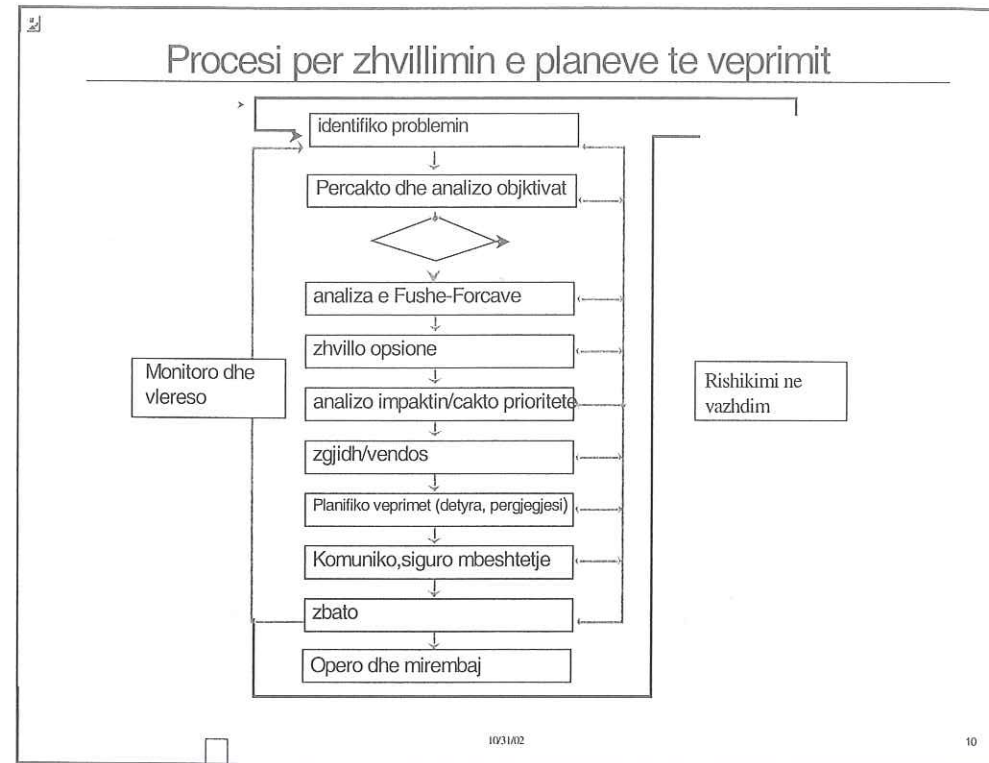 Procesi per zhvillimin e planeve te veprimit
identifiko problemin
Percakto dhe analizo objktivat
analiza e Fushe-Forcave
zhvillo opsione
Monitoro dhe
vlereso
analizo impaktin/cakto prioritete
Rishikimi ne
vazhdim
zgjidh/vendos
Planifiko veprimet (detyra, pergjegjesi)
Komuniko,siguro mbeshtetje
zbato
Opero dhe mirembaj
10/31/02
10